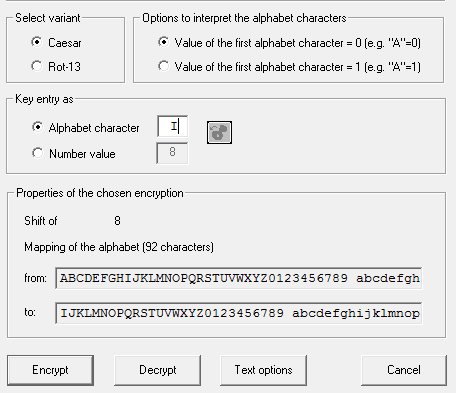 Select variant
Options to interpret the alphabet characters
Caesar
Value of the first alphabet character = 0 (e.g. "A"=0)
Rot-13
Value of the first alphabet character = 1 (e.g. "A"=1)
Key entry as
Alphabet character I
Number value 8
Properties of the chosen encryption
Shift of 8
Mapping of the alphabet (92 characters)
from: ABCDEFGHIJKLMNOPQRSTUVWXYZ0123456789 abcdefgh
to: IJKLMNOPQRSTUVWXYZ0123456789 abcdefghijklmnop
Encrypt Decrypt Text options Cancel